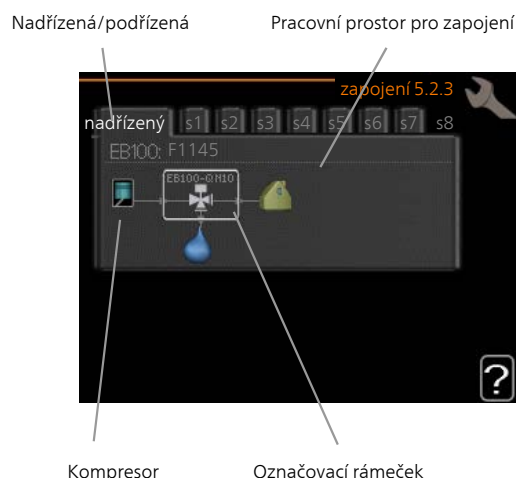 Nadřízená/podřízená
Pracovní prostor pro zapojení
zapojení 5.2.3
nadřízený s1 s2 s3 s4 s5 s6 s7 s8
EB100: F1145
EB100-QN10
?
Kompresor
Označovací rámeček